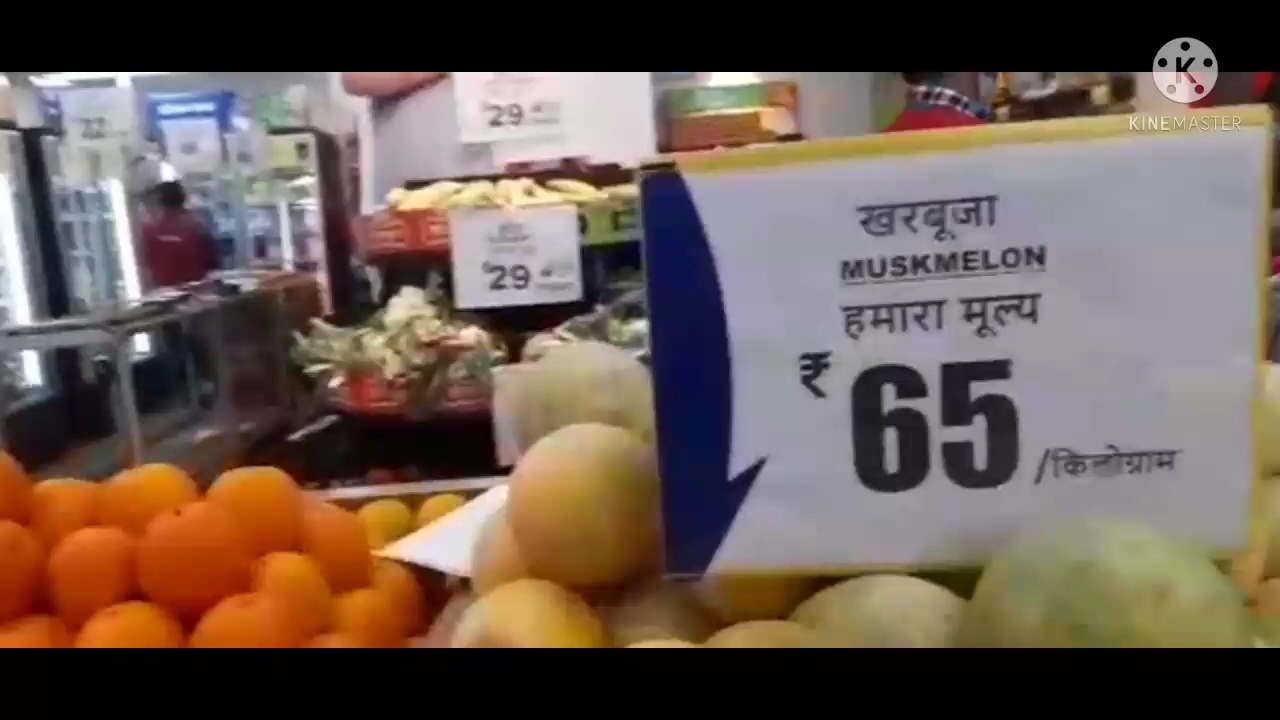 K
KINEMASTER
29
22
29
खरबूजा
MUSKMELON
हमारा मूल्य
₹ 65 /किलोग्राम